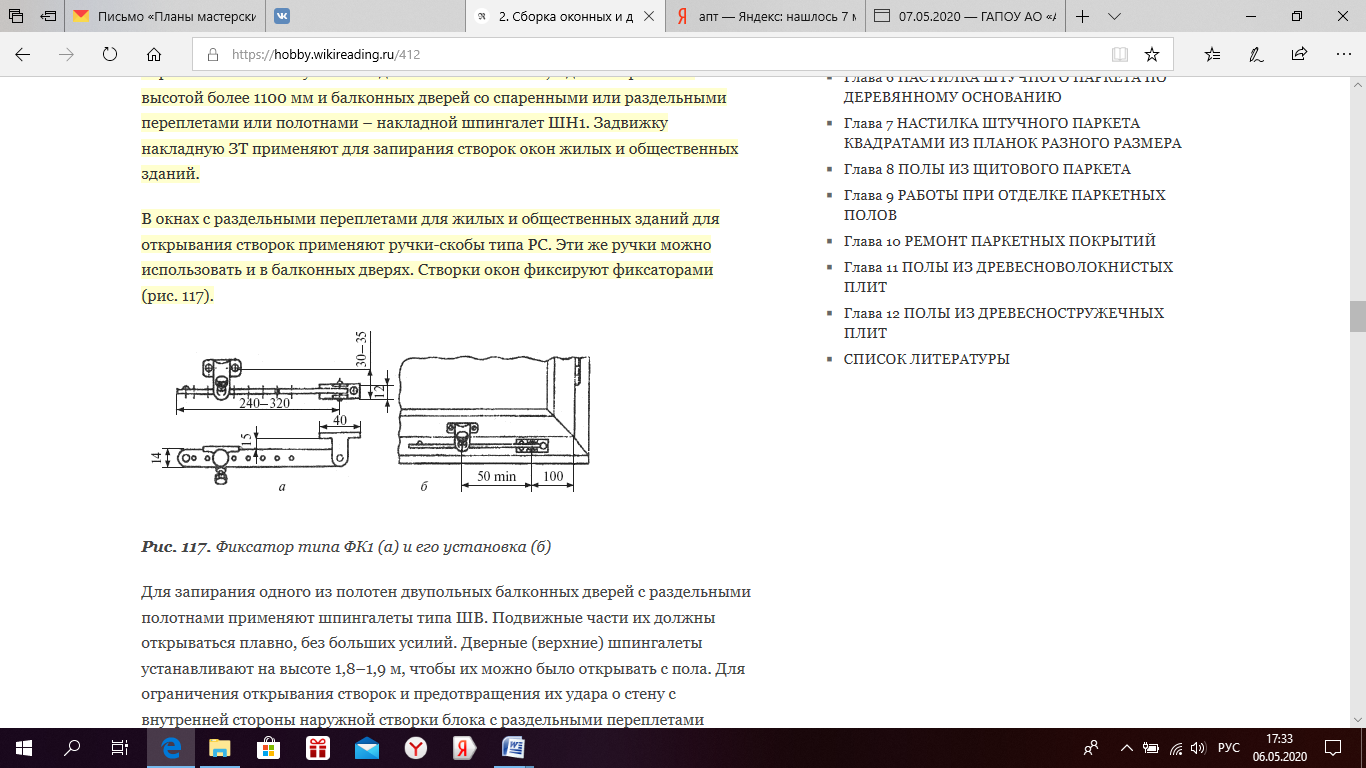 Письмо «Планы мастерски
2. Сборка оконных и д
апт — Яндекс: нашлось 7 м
07.05.2020 — ГАПОУ АО «А
https://hobby.wikireading.ru/412
высотой более 1100 мм и балконных дверей со спаренными или раздельными
переплетами или полотнами – накладной шпингалет ШН1. Задвижку
накладную ЗТ применяют для запирания створок окон жилых и общественных
зданий.
В окнах с раздельными переплетами для жилых и общественных зданий для
открывания створок применяют ручки-скобы типа РС. Эти же ручки можно
использовать и в балконных дверях. Створки окон фиксируют фиксаторами
(рис. 117).
30–35
12
240–320
40
15
14
а
б
50 min
100
Рис. 117. Фиксатор типа ФК1 (а) и его установка (б)
Для запирания одного из полотен двупольных балконных дверей с раздельными
полотнами применяют шпингалеты типа ШВ. Подвижные части их должны
открываться плавно, без больших усилий. Дверные (верхние) шпингалеты
устанавливают на высоте 1,8–1,9 м, чтобы их можно было открывать с пола. Для
ограничения открывания створок и предотвращения их удара о стену с
внутренней стороны наружной створки блока с раздельными переплетами
Глава 6 НАСТИЛКА ШТУЧНОГО ПАРКЕТА ПО
ДЕРЕВЯННОМУ ОСНОВАНИЮ
Глава 7 НАСТИЛКА ШТУЧНОГО ПАРКЕТА
КВАДРАТАМИ ИЗ ПЛАНОК РАЗНОГО РАЗМЕРА
Глава 8 ПОЛЫ ИЗ ЩИТОВОГО ПАРКЕТА
Глава 9 РАБОТЫ ПРИ ОТДЕЛКЕ ПАРКЕТНЫХ
ПОЛОВ
Глава 10 РЕМОНТ ПАРКЕТНЫХ ПОКРЫТИЙ
Глава 11 ПОЛЫ ИЗ ДРЕВЕСНОВОЛОКНИСТЫХ
ПЛИТ
Глава 12 ПОЛЫ ИЗ ДРЕВЕСНОСТРУЖЕЧНЫХ
ПЛИТ
СПИСОК ЛИТЕРАТУРЫ
РУС
17:33
06.05.2020